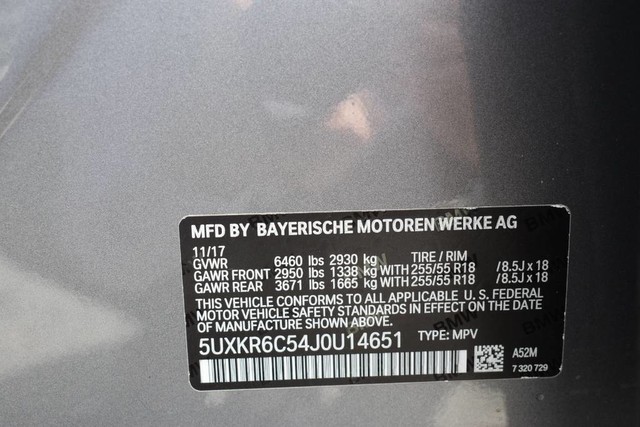 MFD BY BAYERISCHE MOTOREN WERKE AG
11/17
GVWR 6460 lbs 2930 kg TIRE / RIM
GAWR FRONT 2950 lbs 1338 kg WITH 255/55 R18 /8.5J x 18
GAWR REAR 3671 lbs 1665 kg WITH 255/55 R18 /8.5J x 18
THIS VEHICLE CONFORMS TO ALL APPLICABLE U.S. FEDERAL
MOTOR VEHICLE SAFETY STANDARDS IN EFFECT ON THE DATE
OF MANUFACTURE SHOWN ABOVE.
5UXKR6C54J0U14651 TYPE: MPV
A52M
7 320 729